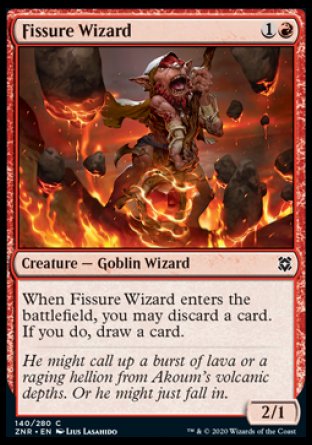 Fissure Wizard 1
Creature — Goblin Wizard
When Fissure Wizard enters the
battlefield, you may discard a card.
If you do, draw a card.
He might call up a burst of lava or a
raging hellion from Akoum's volcanic
depths. Or he might just fall in.
2/1
140/280 C
ZNR • EN Lius Lasahido
™ & © 2020 Wizards of the Coast